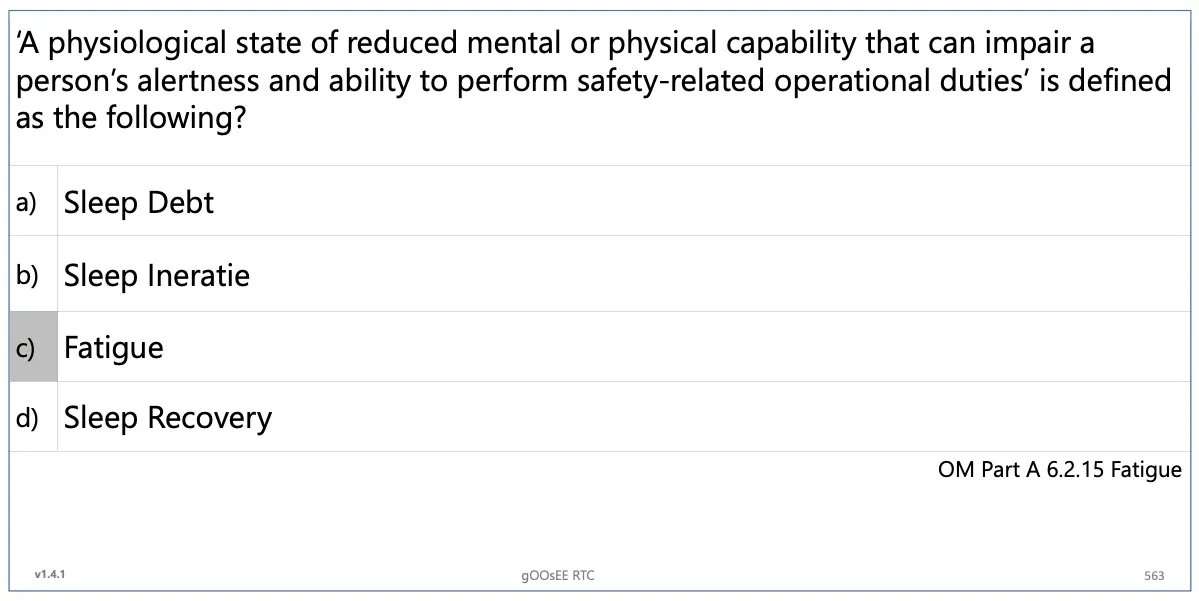 ‘A physiological state of reduced mental or physical capability that can impair a
person’s alertness and ability to perform safety-related operational duties’ is defined
as the following?
a) Sleep Debt
b) Sleep Ineratie
c) Fatigue
d) Sleep Recovery
OM Part A 6.2.15 Fatigue
v1.4.1 gOOsEE RTC 563